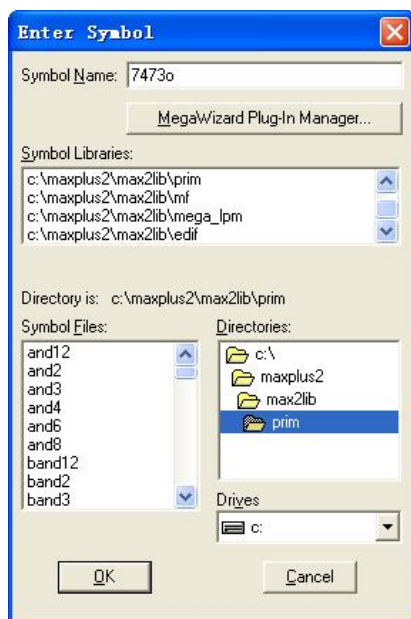 Enter Symbol
Symbol Name: 7473o
MegaWizard Plug-In Manager...
Symbol Libraries:
c:\maxplus2\max2lib\prim
c:\maxplus2\max2lib\mf
c:\maxplus2\max2lib\mega_lpm
c:\maxplus2\max2lib\edif
Directory is: c:\maxplus2\max2lib\prim
Symbol Files:
and12
and2
and3
and4
and6
and8
band12
band2
band3
Directories:
c:\
maxplus2
max2lib
prim
Drives
c:
OK
Cancel